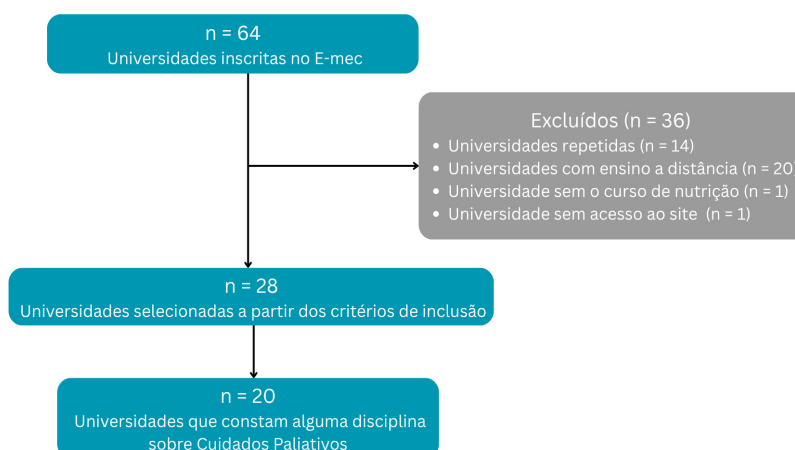 n = 64
Universidades inscritas no E-mec
Excluídos (n = 36)
• Universidades repetidas (n = 14)
• Universidades com ensino a distância (n = 20)
• Universidade sem o curso de nutrição (n = 1)
• Universidade sem acesso ao site (n = 1)
n = 28
Universidades selecionadas a partir dos critérios de inclusão
n = 20
Universidades que constam alguma disciplina
sobre Cuidados Paliativos